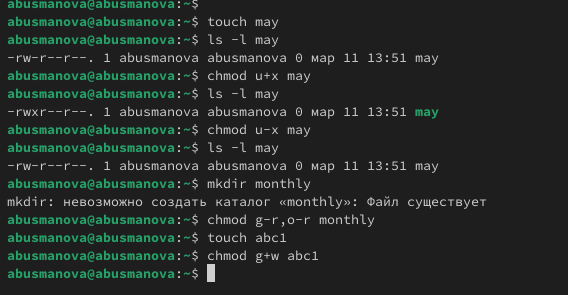 abusmanova@abusmanova:~$
abusmanova@abusmanova:~$ touch may
abusmanova@abusmanova:~$ ls -l may
-rw-r--r--. 1 abusmanova abusmanova 0 мар 11 13:51 may
abusmanova@abusmanova:~$ chmod u+x may
abusmanova@abusmanova:~$ ls -l may
-rwxr--r--. 1 abusmanova abusmanova 0 мар 11 13:51 may
abusmanova@abusmanova:~$ chmod u-x may
abusmanova@abusmanova:~$ ls -l may
-rw-r--r--. 1 abusmanova abusmanova 0 мар 11 13:51 may
abusmanova@abusmanova:~$ mkdir monthly
mkdir: невозможно создать каталог «monthly»: Файл существует
abusmanova@abusmanova:~$ chmod g-r,o-r monthly
abusmanova@abusmanova:~$ touch abc1
abusmanova@abusmanova:~$ chmod g+w abc1
abusmanova@abusmanova:~$